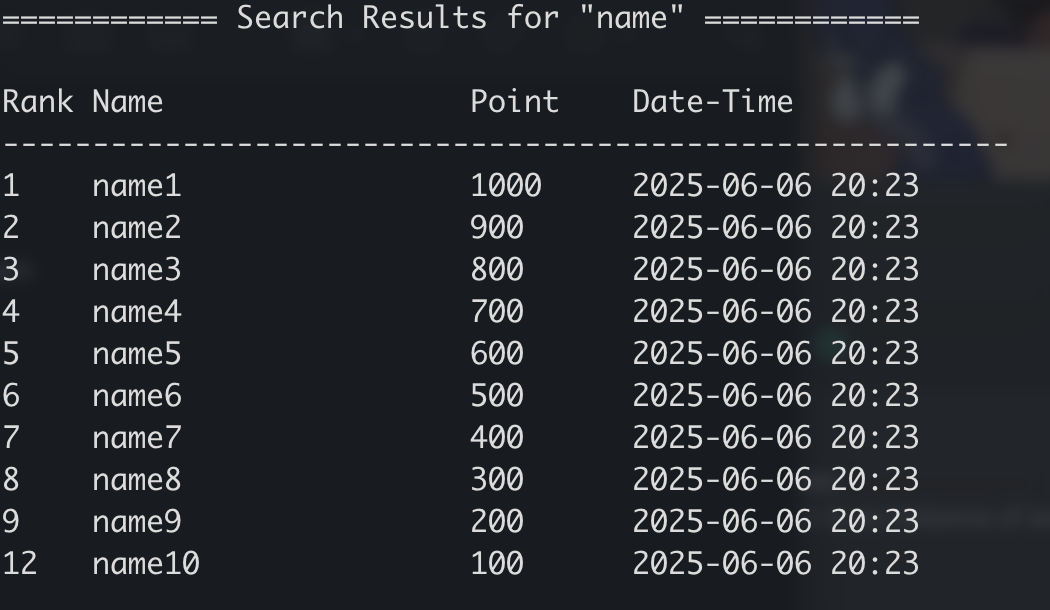 ============ Search Results for "name" ============
Rank Name                 Point    Date-Time
--------------------------------------------------------
1    name1                1000     2025-06-06 20:23
2    name2                900      2025-06-06 20:23
3    name3                800      2025-06-06 20:23
4    name4                700      2025-06-06 20:23
5    name5                600      2025-06-06 20:23
6    name6                500      2025-06-06 20:23
7    name7                400      2025-06-06 20:23
8    name8                300      2025-06-06 20:23
9    name9                200      2025-06-06 20:23
12   name10               100      2025-06-06 20:23